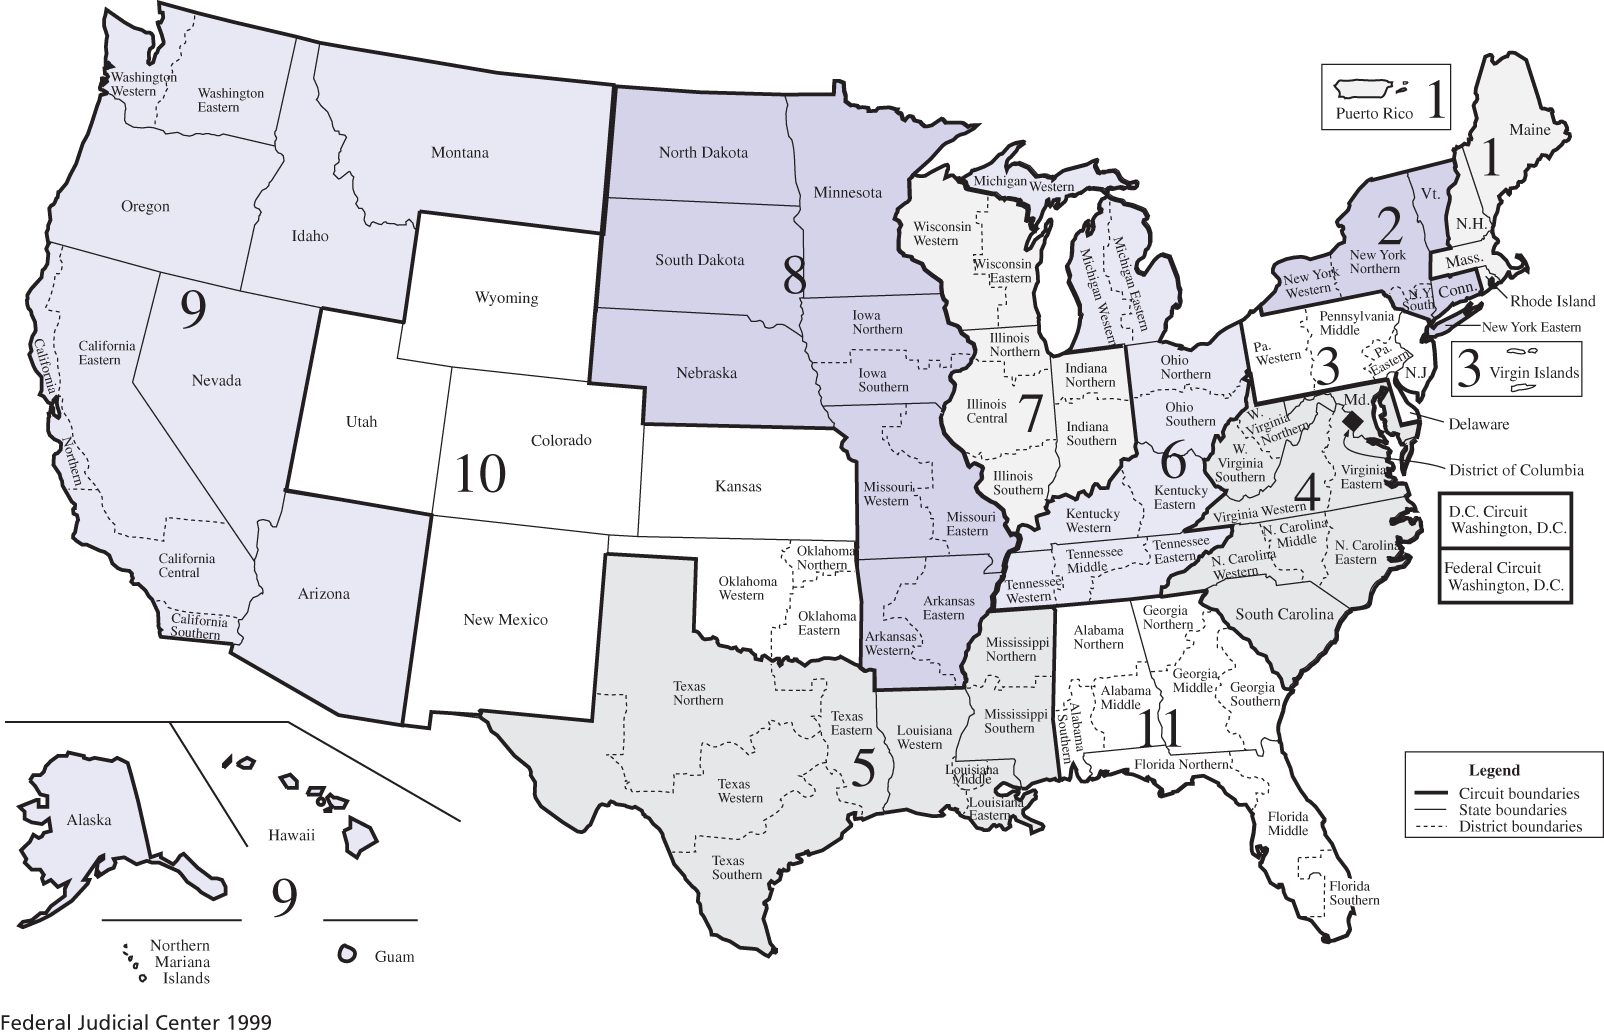 Washington
Western
Washington
Eastern
Montana
Oregon
Idaho
9
California
Eastern
Nevada
California
Northern
California
Central
California
Southern
Arizona
Wyoming
Utah
Colorado
10
New Mexico
Kansas
Oklahoma
Northern
Oklahoma
Western
Oklahoma
Eastern
North Dakota
South Dakota
Nebraska
Minnesota
8
Iowa
Northern
Iowa
Southern
Missouri
Western
Missouri
Eastern
Arkansas
Eastern
Arkansas
Western
Texas
Northern
Texas
Eastern
Texas
Western
Texas
Southern
5
Louisiana
Western
Louisiana
Middle
Louisiana
Eastern
Mississippi
Northern
Mississippi
Southern
Wisconsin
Western
Wisconsin
Eastern
Illinois
Northern
Illinois
Central
Illinois
Southern
7
Indiana
Northern
Indiana
Southern
Michigan Western
Michigan Western
Michigan Eastern
Ohio
Northern
Ohio
Southern
6
Kentucky
Eastern
Kentucky
Western
Tennessee
Western
Tennessee
Middle
Tennessee
Eastern
Alabama
Northern
Alabama
Middle
Alabama
Southern
11
Georgia
Northern
Georgia
Middle
Georgia
Southern
Florida Northern
Florida
Middle
Florida
Southern
South Carolina
N. Carolina
Western
N. Carolina
Middle
N. Carolina
Eastern
4
Virginia Western
Virginia
Eastern
W.
Virginia
Northern
W.
Virginia
Southern
Md.
Pa.
Western
Pennsylvania
Middle
Pa.
Eastern
3
N.J
New York
Western
New York
Northern
N.Y.
South
2
Vt.
Conn.
Mass.
N.H.
Maine
1
Puerto Rico
1
Rhode Island
New York Eastern
3 Virgin Islands
Delaware
District of Columbia
D.C. Circuit
Washington, D.C.
Federal Circuit
Washington, D.C.
Legend
Circuit boundaries
State boundaries
District boundaries
Alaska
Hawaii
9
Northern
Mariana
Islands
Guam
Federal Judicial Center 1999